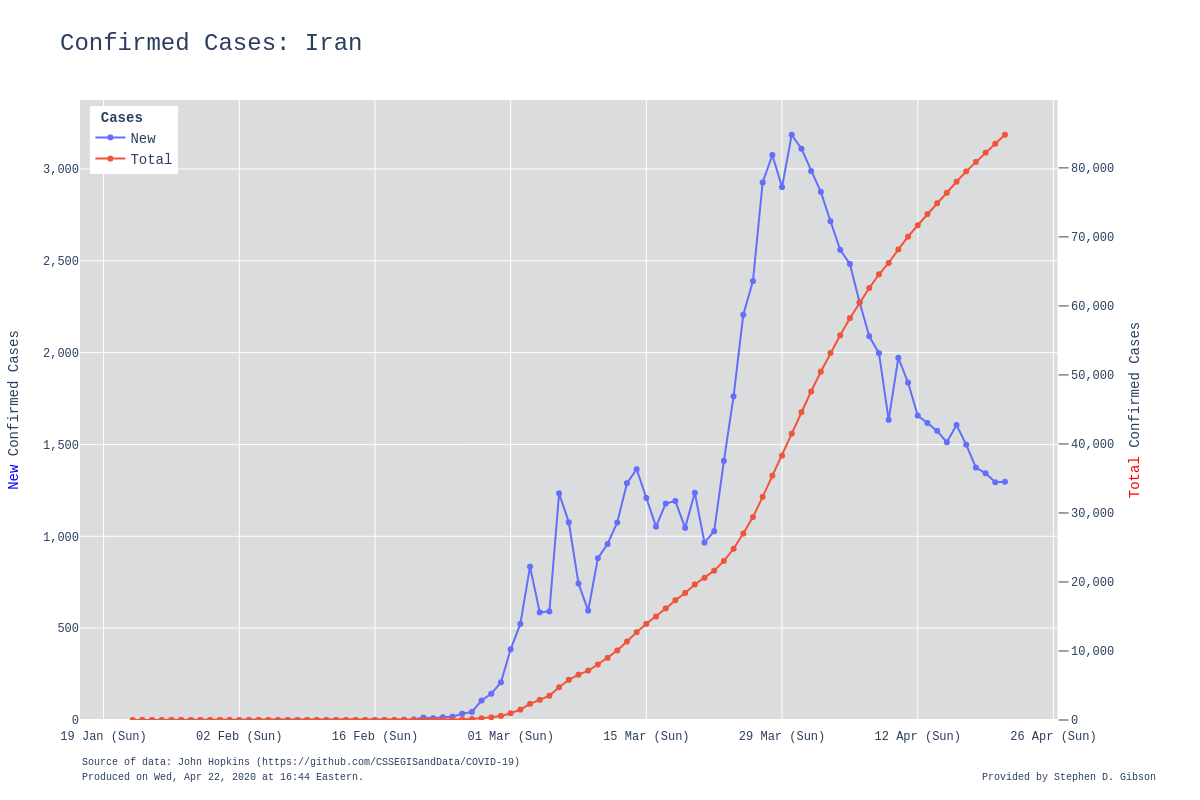 Confirmed Cases: Iran
Cases
New
Total
3,000
2,500
2,000
1,500
1,000
500
0
New Confirmed Cases
80,000
70,000
60,000
50,000
40,000
30,000
20,000
10,000
0
Total Confirmed Cases
19 Jan (Sun) 02 Feb (Sun) 16 Feb (Sun) 01 Mar (Sun) 15 Mar (Sun) 29 Mar (Sun) 12 Apr (Sun) 26 Apr (Sun)
Source of data: John Hopkins (https://github.com/CSSEGISandData/COVID-19)
Produced on Wed, Apr 22, 2020 at 16:44 Eastern.
Provided by Stephen D. Gibson